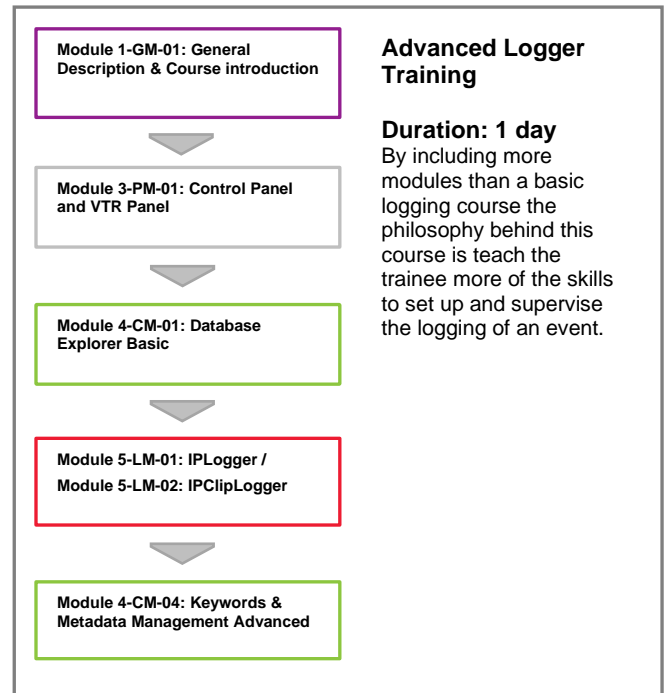 Module 1-GM-01: General
Description & Course introduction
Module 3-PM-01: Control Panel
and VTR Panel
Module 4-CM-01: Database
Explorer Basic
Module 5-LM-01: IPLogger /
Module 5-LM-02: IPClipLogger
Module 4-CM-04: Keywords &
Metadata Management Advanced
Advanced Logger
Training
Duration: 1 day
By including more
modules than a basic
logging course the
philosophy behind this
course is teach the
trainee more of the skills
to set up and supervise
the logging of an event.